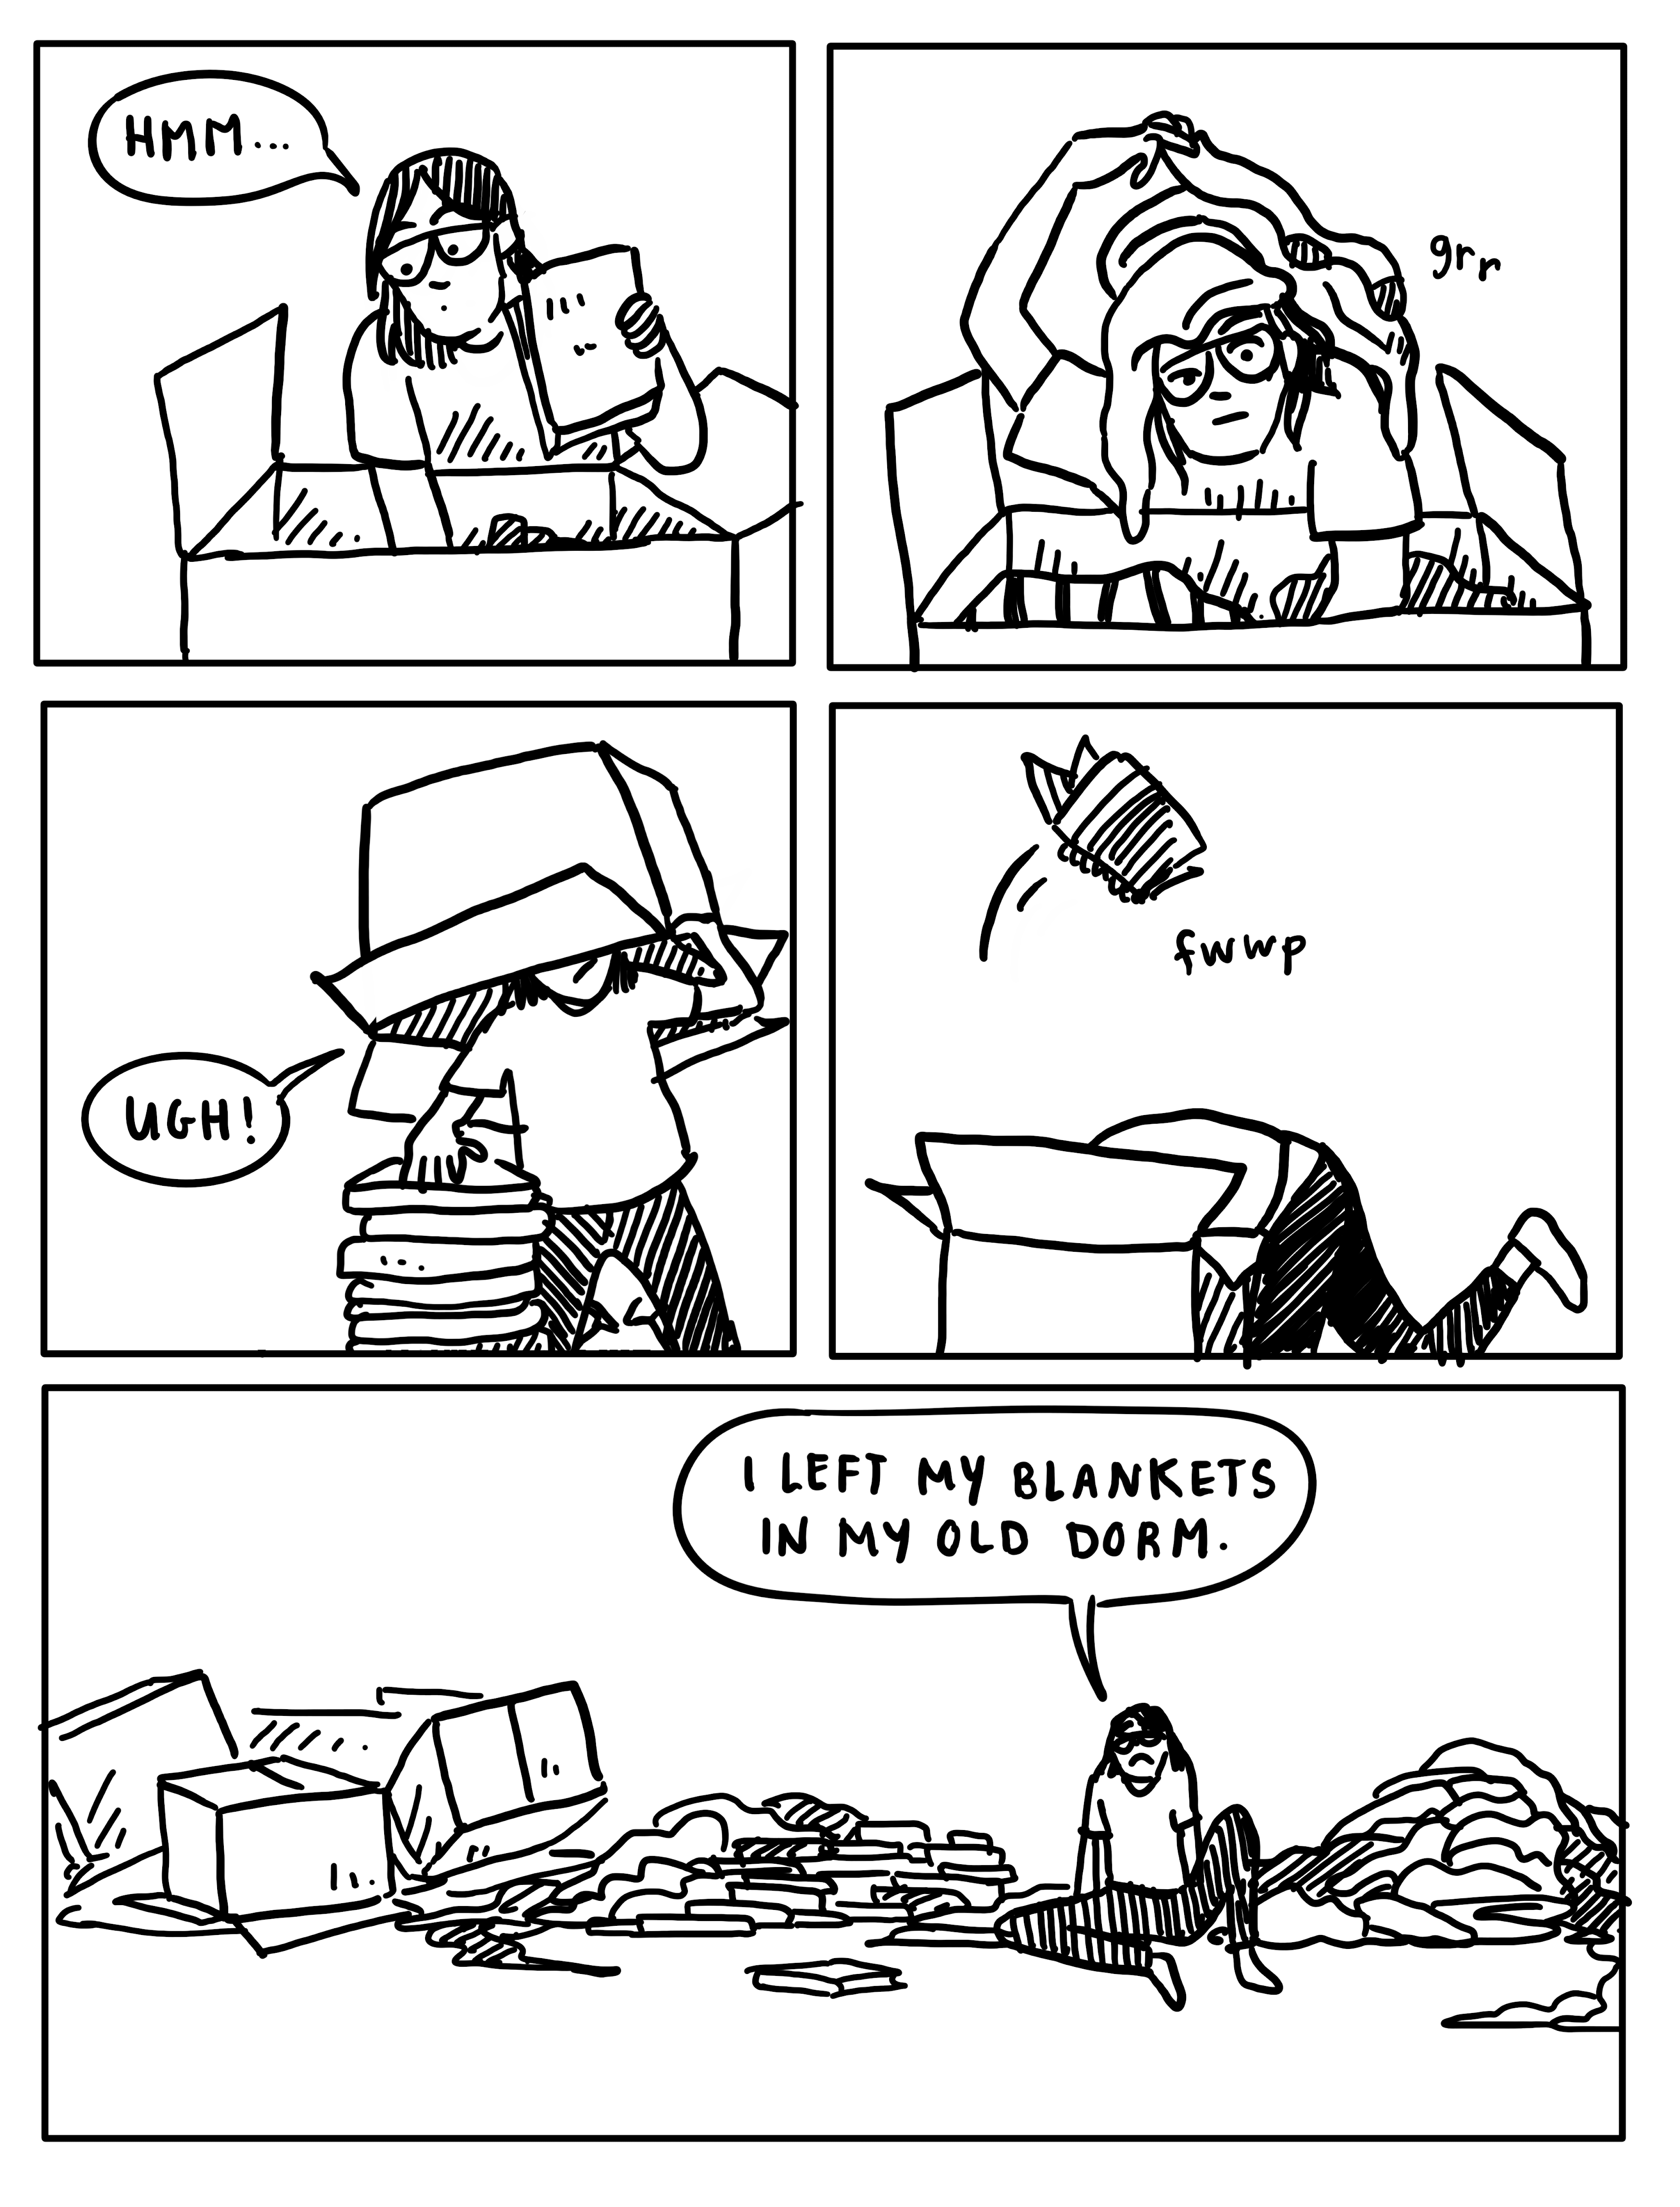 HMM...
grr
UGH!
fwwp
I LEFT MY BLANKETS
IN MY OLD DORM.